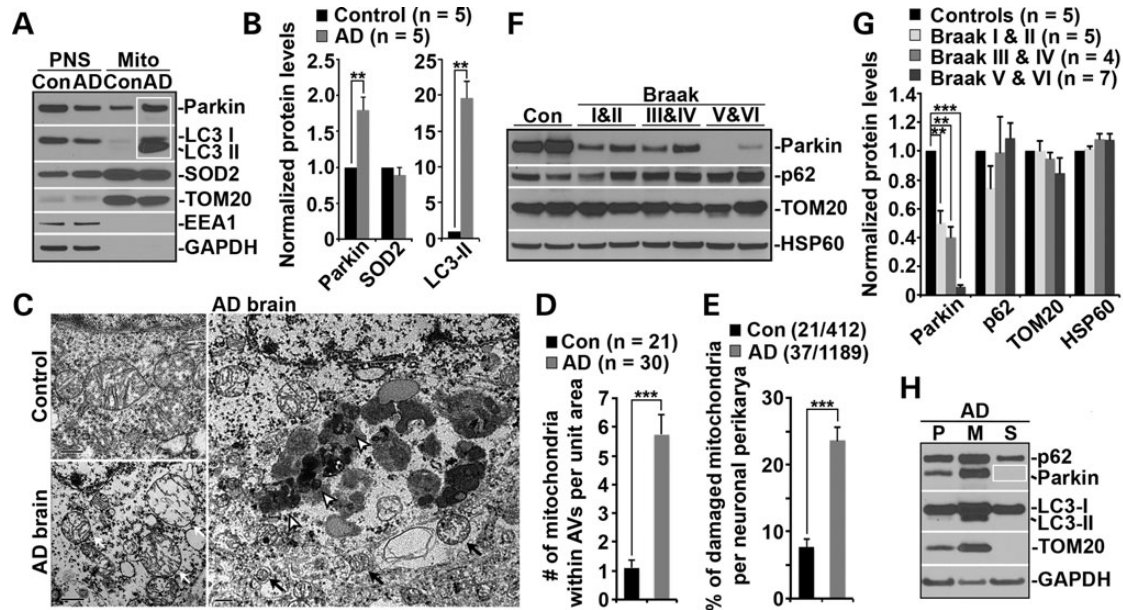 A
PNS Mito
Con AD Con AD
-Parkin
-LC3 I
LC3 II
-SOD2
-TOM20
-EEA1
-GAPDH
B
Control (n = 5)
AD (n = 5)
Normalized protein levels
2.5
2.0
1.5
1.0
0.5
0
**
Parkin
SOD2
25
20
15
10
5
0
**
LC3-II
F
Braak
Con I&II III&IV V&VI
-Parkin
-p62
-TOM20
-HSP60
G
Controls (n = 5)
Braak I & II (n = 5)
Braak III & IV (n = 4)
Braak V & VI (n = 7)
Normalized protein levels
1.4
1.2
1.0
0.8
0.6
0.4
0.2
0
***
**
**
Parkin
p62
TOM20
HSP60
C
Control
AD brain
AD brain
D
Con (n = 21)
AD (n = 30)
# of mitochondria
within AVs per unit area
7
6
5
4
3
2
1
0
***
E
Con (21/412)
AD (37/1189)
% of damaged mitochondria
per neuronal perikarya
30
20
10
0
***
H
AD
P M S
-p62
Parkin
-LC3-I
LC3-II
-TOM20
-GAPDH